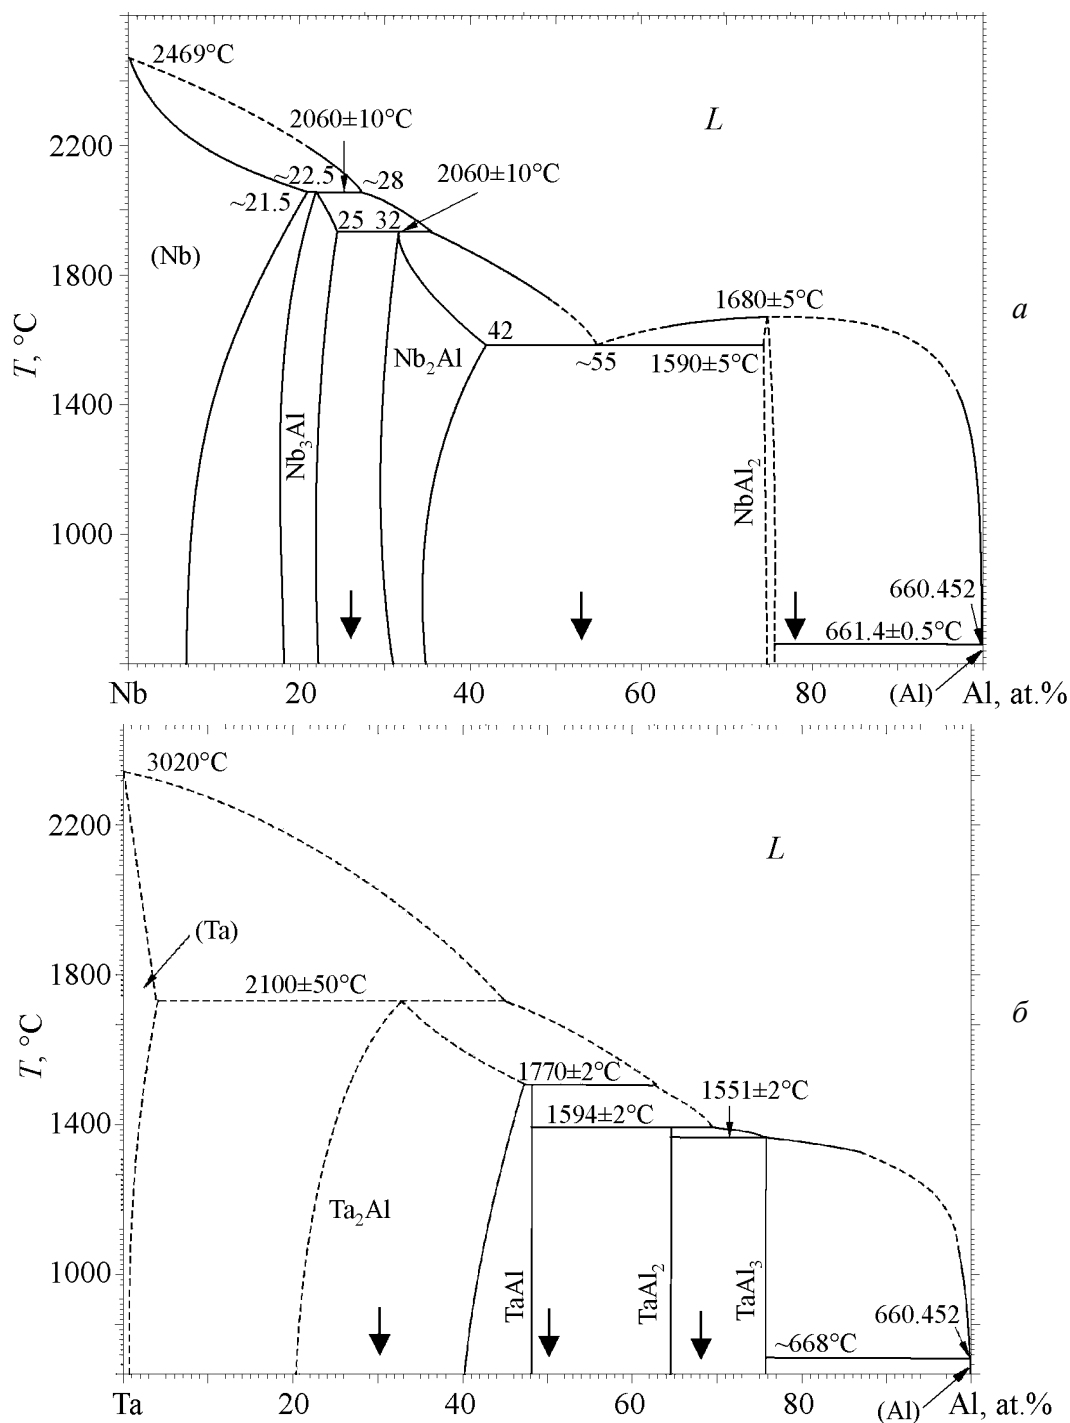 2469°C
2060±10°C
L
2200
~22.5
~28
2060±10°C
~21.5
25 32
(Nb)
1800
1680±5°C
а
T, °C
42
Nb₂Al
~55
1590±5°C
1400
Nb₃Al
NbAl₂
1000
660.452
661.4±0.5°C
Nb 20 40 60 80 (Al) Al, at.%
3020°C
2200
L
(Ta)
1800
2100±50°C
б
T, °C
1770±2°C
1551±2°C
1594±2°C
1400
Ta₂Al
TaAl
TaAl₂
TaAl₃
1000
660.452
~668°C
Ta 20 40 60 80 (Al) Al, at.%